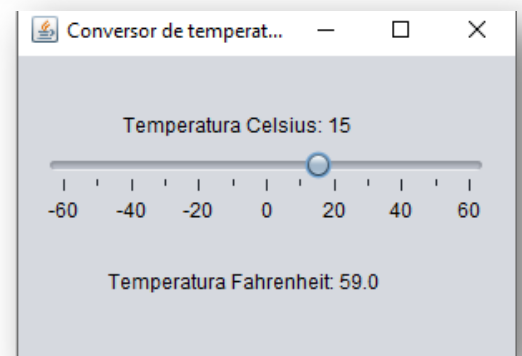 Conversor de temperat...
Temperatura Celsius: 15
-60 -40 -20 0 20 40 60
Temperatura Fahrenheit: 59.0